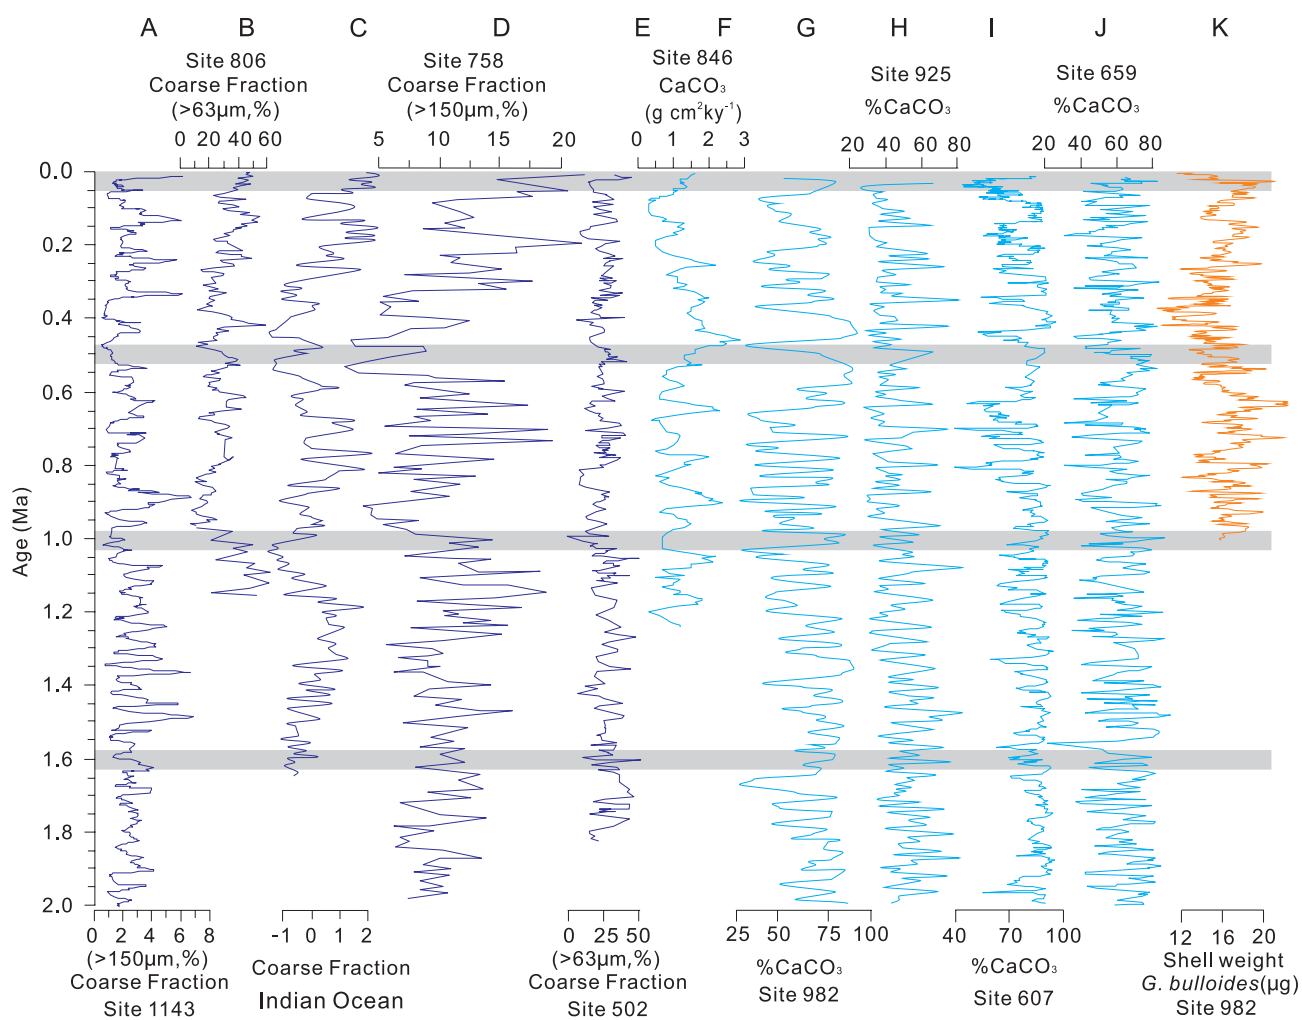 A B C D E F G H I J K
Site 806
Coarse Fraction
(>63μm,%)
0 20 40 60
Site 758
Coarse Fraction
(>150μm,%)
5 10 15 20
Site 846
CaCO₃
(g cm²ky⁻¹)
0 1 2 3
Site 925
%CaCO₃
20 40 60 80
Site 659
%CaCO₃
20 40 60 80
Age (Ma)
0.0
0.2
0.4
0.6
0.8
1.0
1.2
1.4
1.6
1.8
2.0
0 2 4 6 8
(>150μm,%)
Coarse Fraction
Site 1143
-1 0 1 2
Coarse Fraction
Indian Ocean
0 25 50
(>63μm,%)
Coarse Fraction
Site 502
25 50 75 100
%CaCO₃
Site 982
40 70 100
%CaCO₃
Site 607
12 16 20
Shell weight
G. bulloides(μg)
Site 982